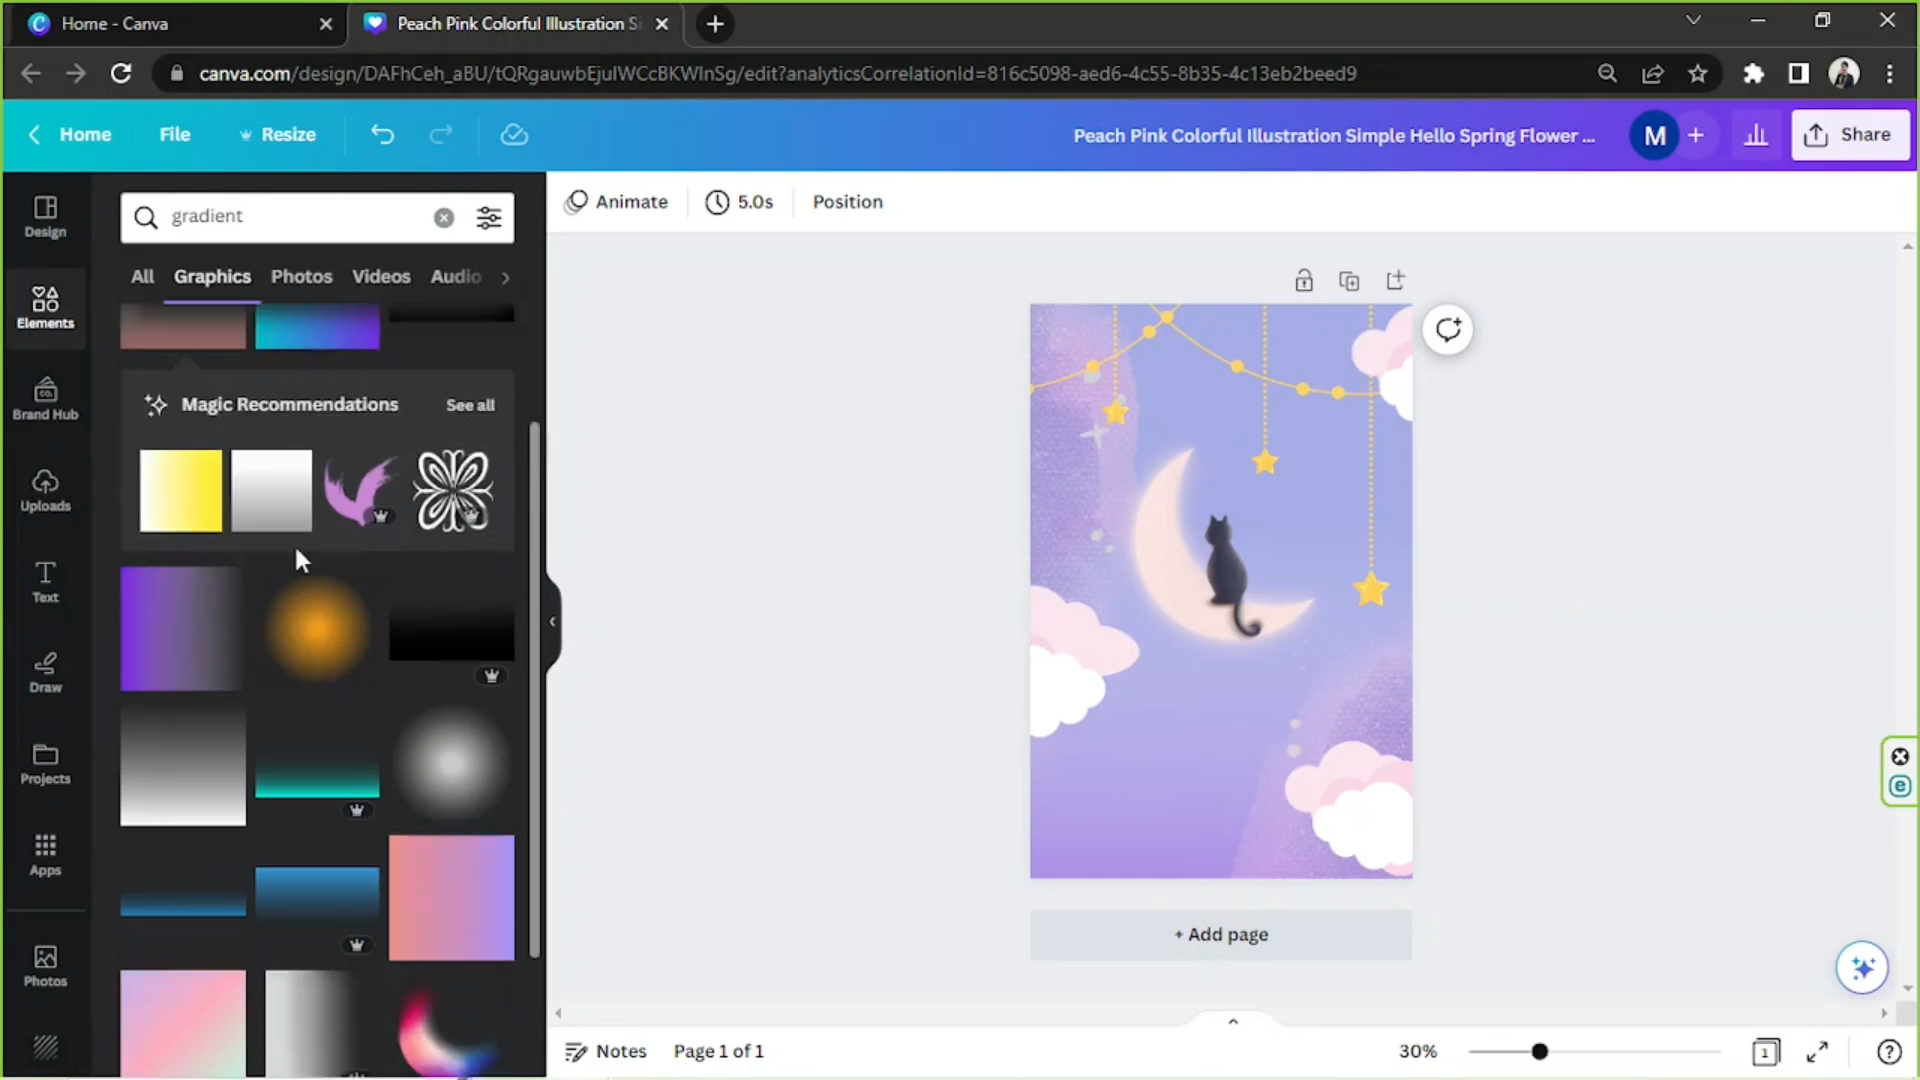 Home - Canva
Peach Pink Colorful Illustration S
canva.com/design/DAFhCeh_aBU/tQRgauwbEjuIWCcBKWInSg/edit?analyticsCorrelationId=816c5098-aed6-4c55-8b35-4c13eb2beed9
Home
File
Resize
Peach Pink Colorful Illustration Simple Hello Spring Flower ...
M
Share
Design
Elements
Brand Hub
Uploads
Text
Draw
Projects
Apps
Photos
gradient
All
Graphics
Photos
Videos
Audio
Magic Recommendations
See all
Animate
5.0s
Position
+ Add page
Notes
Page 1 of 1
30%
1